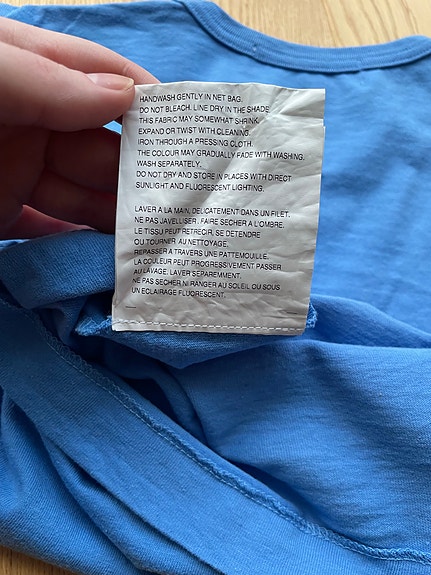 HANDWASH GENTLY IN NET BAG.
DO NOT BLEACH. LINE DRY IN THE SHADE
THIS FABRIC MAY SOMEWHAT SHRINK,
EXPAND OR TWIST WITH CLEANING.
IRON THROUGH A PRESSING CLOTH.
THE COLOUR MAY GRADUALLY FADE WITH WASHING.
WASH SEPARATELY.
DO NOT DRY AND STORE IN PLACES WITH DIRECT
SUNLIGHT AND FLUORESCENT LIGHTING.
LAVER A LA MAIN, DELICATEMENT DANS UN FILET.
NE PAS JAVELLISER. FAIRE SECHER A L'OMBRE.
LE TISSU PEUT RETRECIR, SE DETENDRE
OU TOURNER AU NETTOYAGE.
REPASSER A TRAVERS UNE PATTEMOUILLE.
LA COULEUR PEUT PROGRESSIVEMENT PASSER
AU LAVAGE. LAVER SEPAREMMENT.
NE PAS SECHER NI RANGER AU SOLEIL OU SOUS
UN ECLAIRAGE FLUORESCENT.